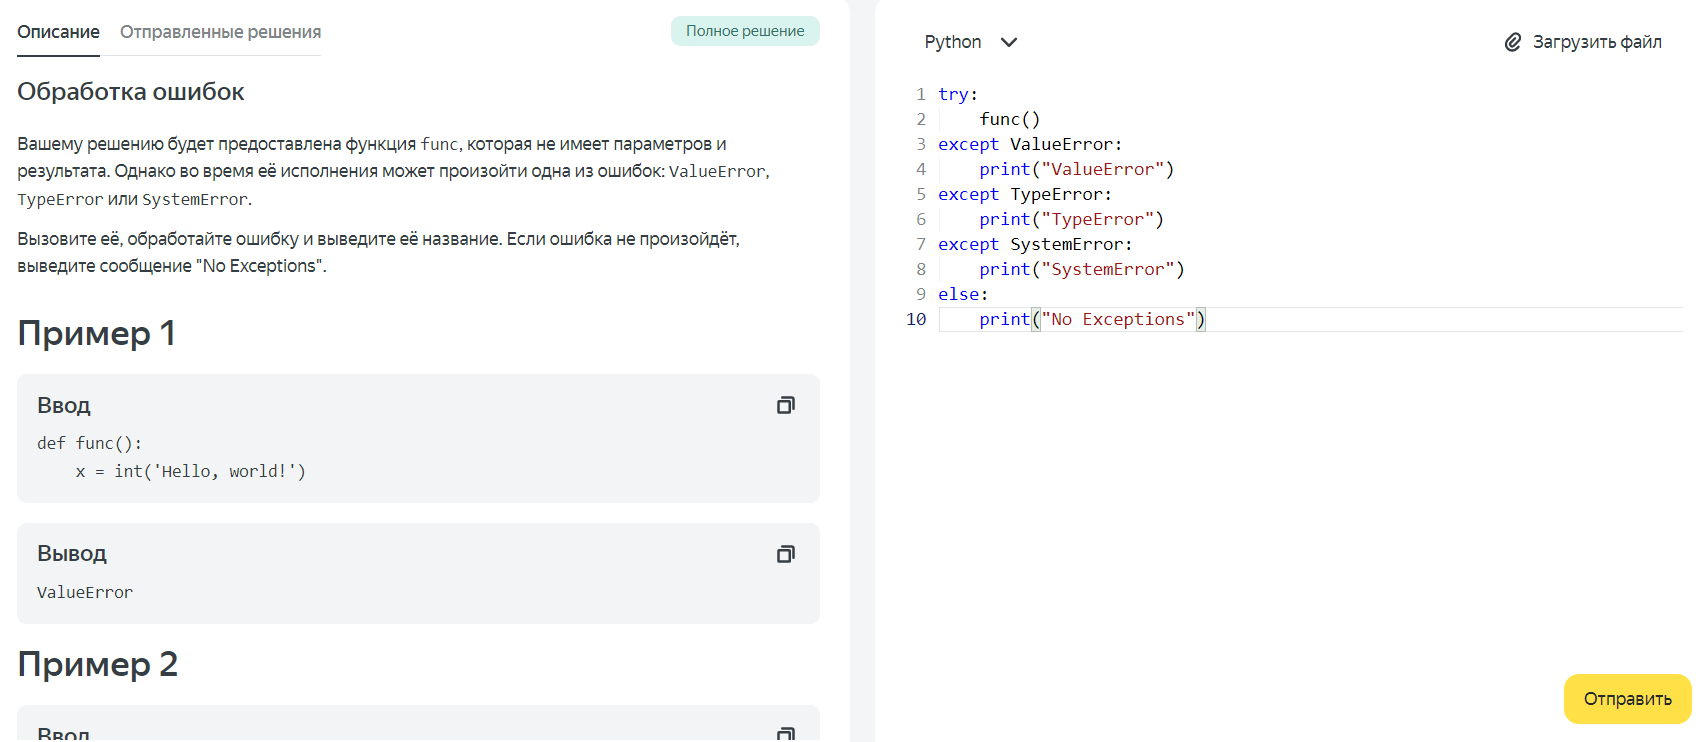 Описание Отправленные решения Полное решение
Обработка ошибок
Вашему решению будет предоставлена функция func, которая не имеет параметров и
результата. Однако во время её исполнения может произойти одна из ошибок: ValueError,
TypeError или SystemError.
Вызовите её, обработайте ошибку и выведите её название. Если ошибка не произойдёт,
выведите сообщение "No Exceptions".
Пример 1
Ввод
def func():
    x = int('Hello, world!')
Вывод
ValueError
Пример 2
Ввод
Python Загрузить файл
1 try:
2     func()
3 except ValueError:
4     print("ValueError")
5 except TypeError:
6     print("TypeError")
7 except SystemError:
8     print("SystemError")
9 else:
10     print("No Exceptions")
Отправить